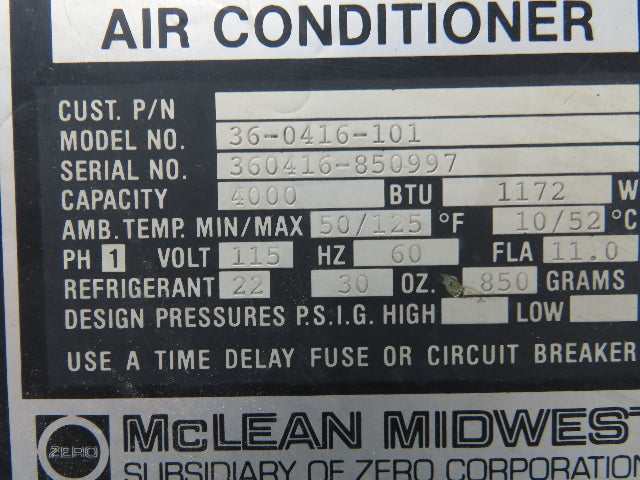 AIR CONDITIONER
CUST. P/N
MODEL NO. 36-0416-101
SERIAL NO. 360416-850997
CAPACITY 4000 BTU 1172 W
AMB. TEMP. MIN/MAX 50/125 °F 10/52 °C
PH 1 VOLT 115 HZ 60 FLA 11.0
REFRIGERANT 22 30 OZ. 850 GRAMS
DESIGN PRESSURES P.S.I.G. HIGH LOW
USE A TIME DELAY FUSE OR CIRCUIT BREAKER
ZERO McLEAN MIDWES
SUBSIDIARY OF ZERO CORPORATION